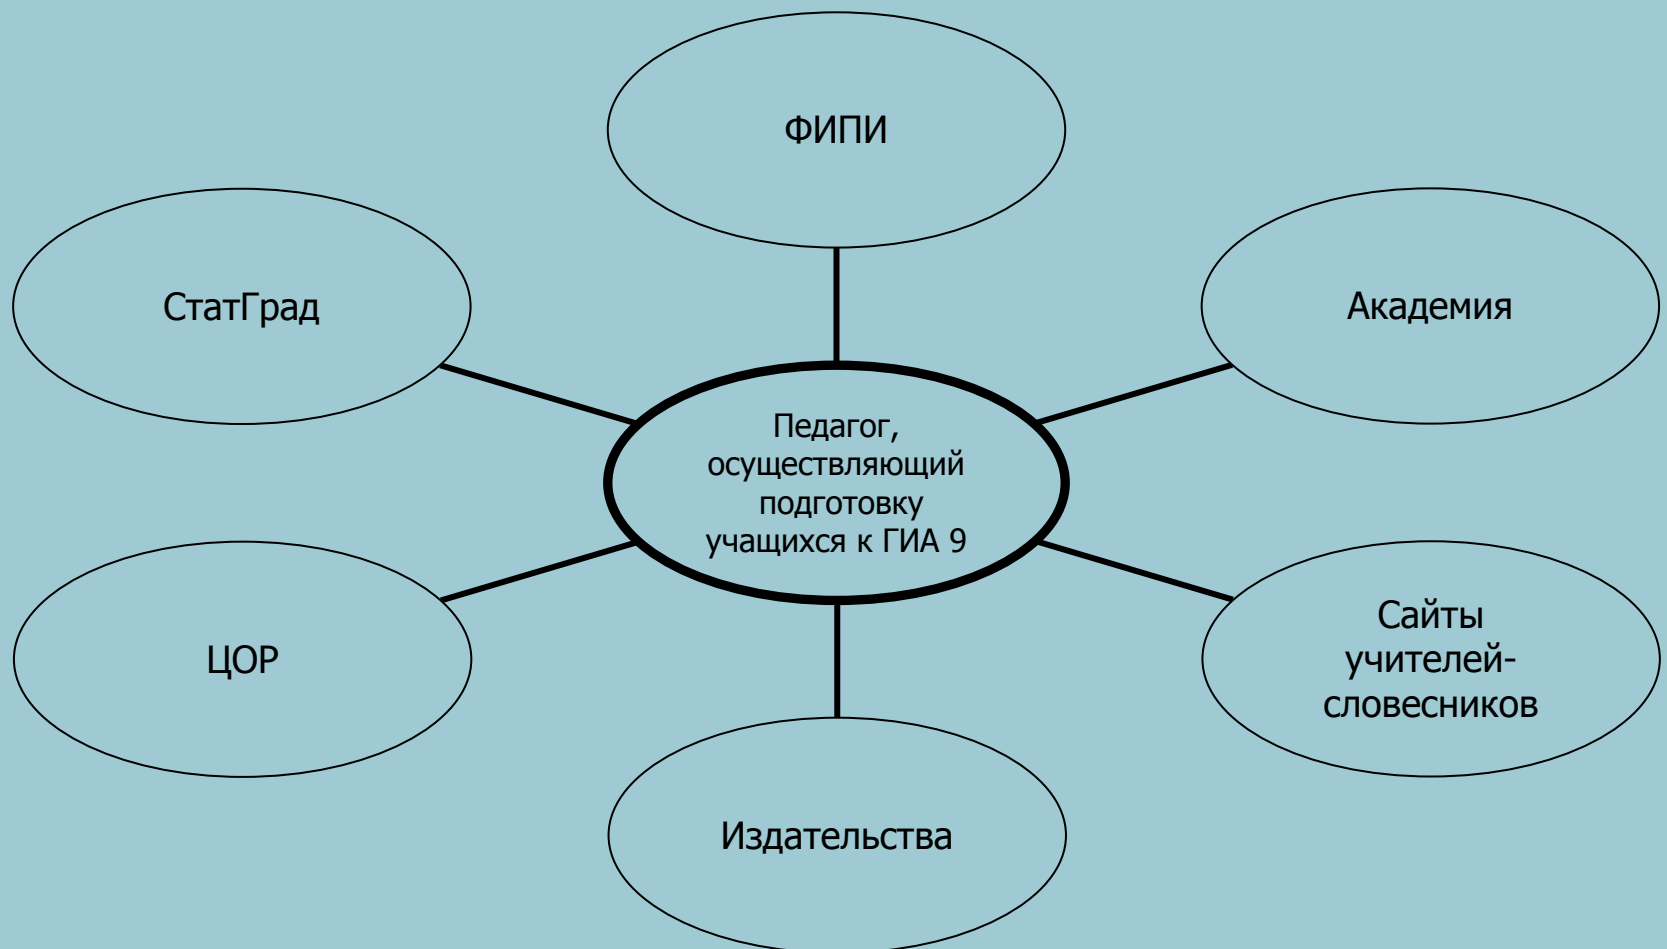 ФИПИ
СтатГрад
Академия
Педагог,
осуществляющий
подготовку
учащихся к ГИА 9
ЦОР
Сайты
учителей-
словесников
Издательства